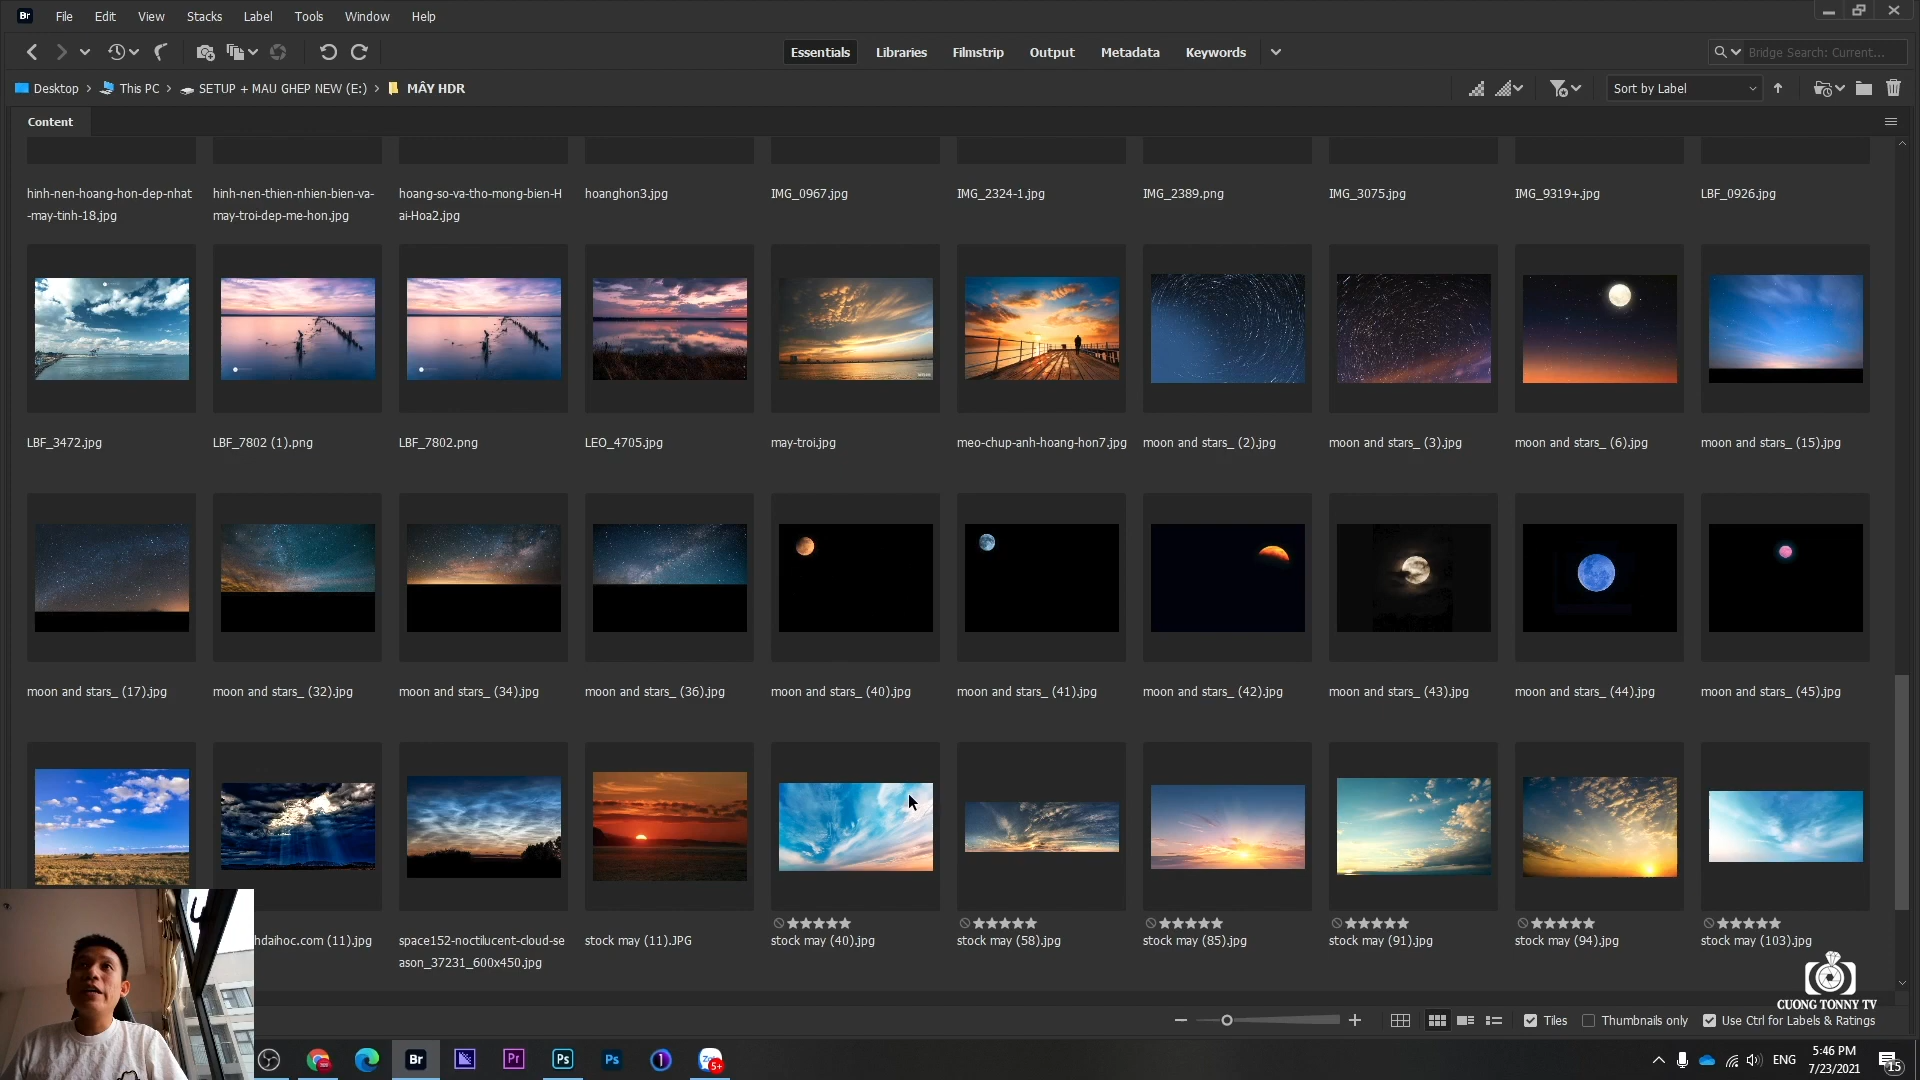 Br File Edit View Stacks Label Tools Window Help
Essentials Libraries Filmstrip Output Metadata Keywords
Bridge Search: Current...
Desktop This PC SETUP + MAU GHEP NEW (E:) MÂY HDR
Sort by Label
Content
hinh-nen-hoang-hon-dep-nhat
-may-tinh-18.jpg
hinh-nen-thien-nhien-bien-va-
may-troi-dep-me-hon.jpg
hoang-so-va-tho-mong-bien-H
ai-Hoa2.jpg
hoanghon3.jpg
IMG_0967.jpg
IMG_2324-1.jpg
IMG_2389.png
IMG_3075.jpg
IMG_9319+.jpg
LBF_0926.jpg
LBF_3472.jpg
LBF_7802 (1).png
LBF_7802.png
LEO_4705.jpg
may-troi.jpg
meo-chup-anh-hoang-hon7.jpg
moon and stars_ (2).jpg
moon and stars_ (3).jpg
moon and stars_ (6).jpg
moon and stars_ (15).jpg
moon and stars_ (17).jpg
moon and stars_ (32).jpg
moon and stars_ (34).jpg
moon and stars_ (36).jpg
moon and stars_ (40).jpg
moon and stars_ (41).jpg
moon and stars_ (42).jpg
moon and stars_ (43).jpg
moon and stars_ (44).jpg
moon and stars_ (45).jpg
hdaihoc.com (11).jpg
space152-noctilucent-cloud-se
ason_37231_600x450.jpg
stock may (11).JPG
stock may (40).jpg
stock may (58).jpg
stock may (85).jpg
stock may (91).jpg
stock may (94).jpg
stock may (103).jpg
CUONG TONNY TV
Tiles Thumbnails only Use Ctrl for Labels & Ratings
Br Pr Ps Ps 5+
ENG
5:46 PM
7/23/2021
15